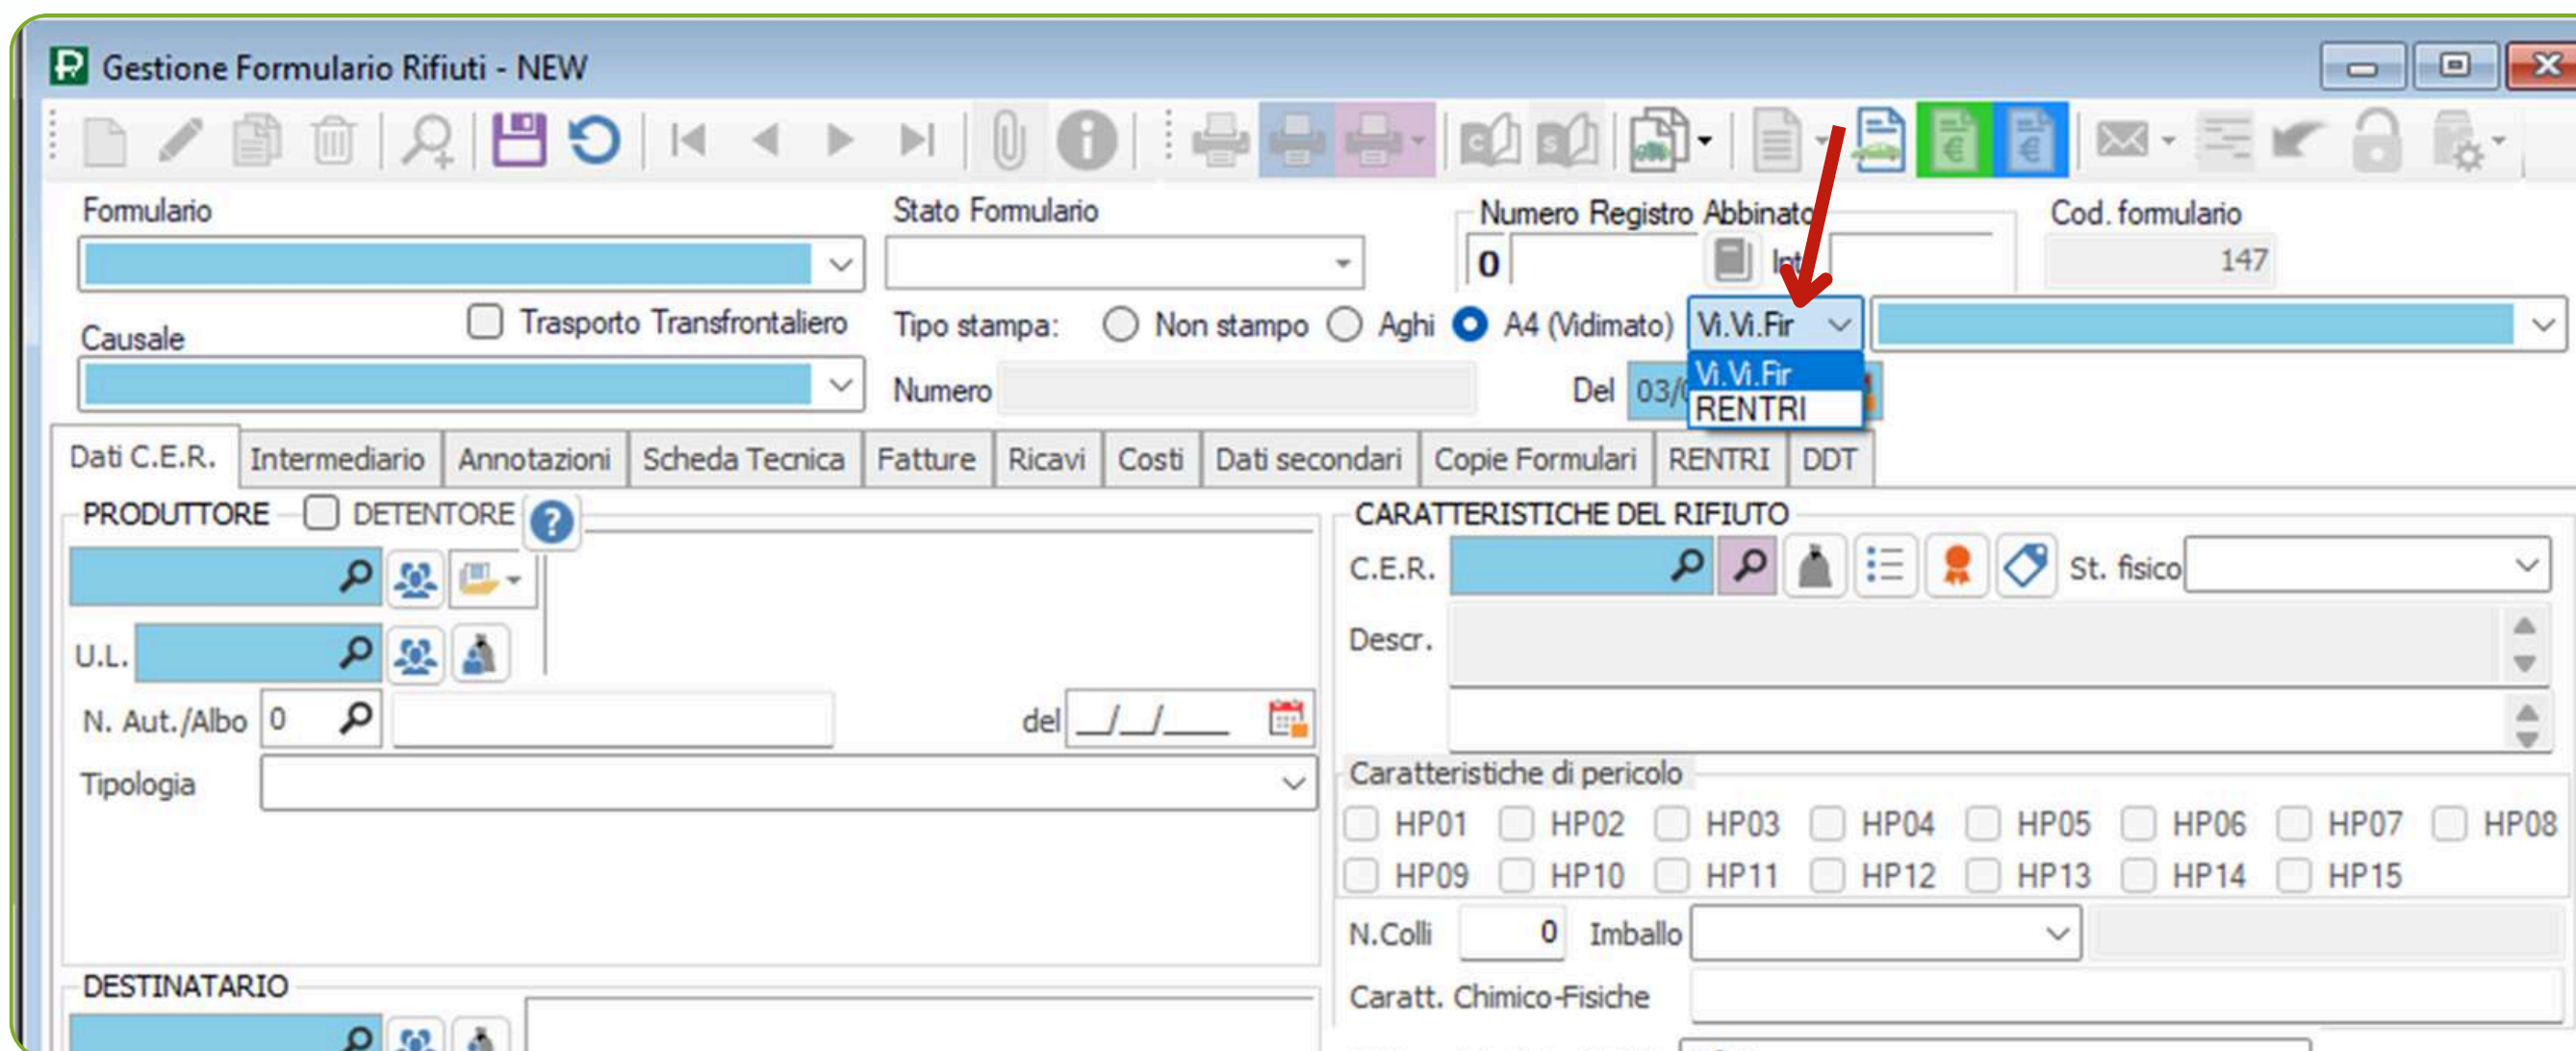 Gestione Formulario Rifiuti - NEW
Formulario
Stato Formulario
Numero Registro Abbinato
Cod. formulario
0
147
Causale
Trasporto Transfrontaliero
Tipo stampa:
Non stampo
Aghi
A4 (Vidimato)
Vi.Vi.Fir
Vi.Vi.Fir
RENTRI
Numero
Del
Dati C.E.R. Intermediario Annotazioni Scheda Tecnica Fatture Ricavi Costi Dati secondari Copie Formulari RENTRI DDT
PRODUTTORE
DETENTORE
CARATTERISTICHE DEL RIFIUTO
C.E.R.
St. fisico
U.L.
Descr.
N. Aut./Albo 0
del __/__/____
Tipologia
Caratteristiche di pericolo
HP01 HP02 HP03 HP04 HP05 HP06 HP07 HP08
HP09 HP10 HP11 HP12 HP13 HP14 HP15
N.Colli 0 Imballo
DESTINATARIO
Caratt. Chimico-Fisiche